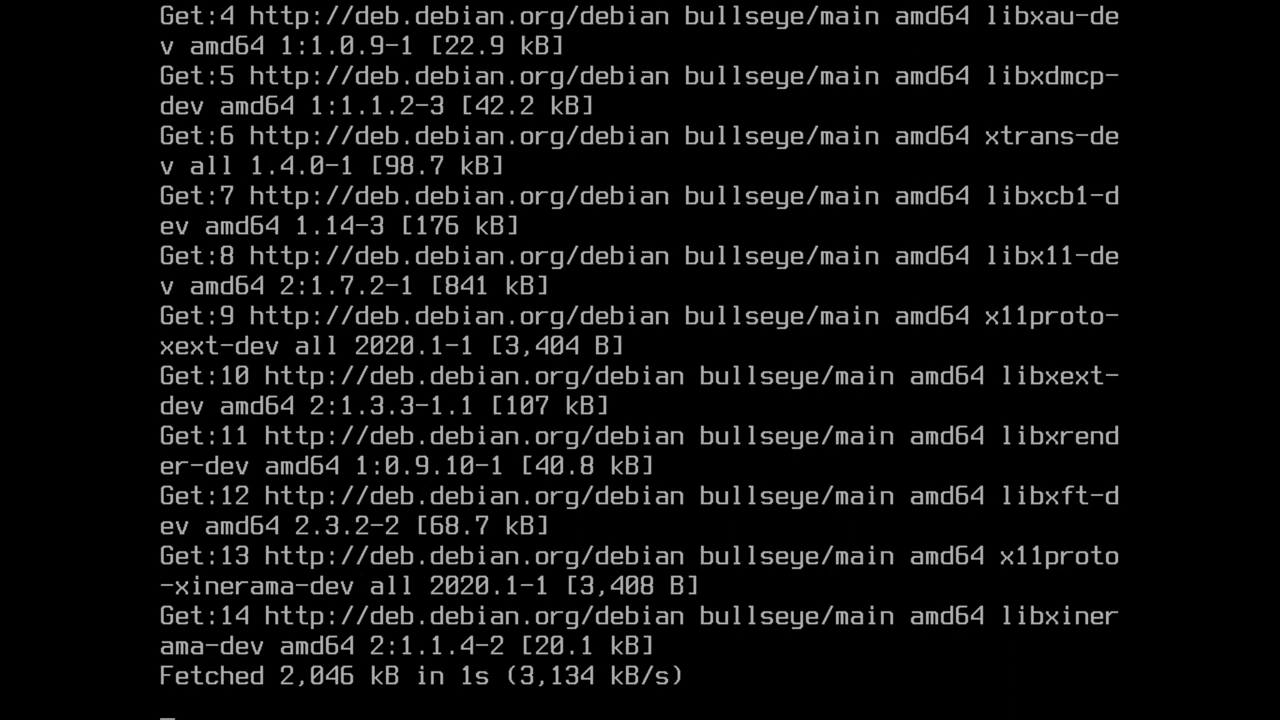 Get:4 http://deb.debian.org/debian bullseye/main amd64 libxau-de
v amd64 1:1.0.9-1 [22.9 kB]
Get:5 http://deb.debian.org/debian bullseye/main amd64 libxdmcp-
dev amd64 1:1.1.2-3 [42.2 kB]
Get:6 http://deb.debian.org/debian bullseye/main amd64 xtrans-de
v all 1.4.0-1 [98.7 kB]
Get:7 http://deb.debian.org/debian bullseye/main amd64 libxcb1-d
ev amd64 1.14-3 [176 kB]
Get:8 http://deb.debian.org/debian bullseye/main amd64 libx11-de
v amd64 2:1.7.2-1 [841 kB]
Get:9 http://deb.debian.org/debian bullseye/main amd64 x11proto-
xext-dev all 2020.1-1 [3,404 B]
Get:10 http://deb.debian.org/debian bullseye/main amd64 libxext-
dev amd64 2:1.3.3-1.1 [107 kB]
Get:11 http://deb.debian.org/debian bullseye/main amd64 libxrend
er-dev amd64 1:0.9.10-1 [40.8 kB]
Get:12 http://deb.debian.org/debian bullseye/main amd64 libxft-d
ev amd64 2.3.2-2 [68.7 kB]
Get:13 http://deb.debian.org/debian bullseye/main amd64 x11proto
-xinerama-dev all 2020.1-1 [3,408 B]
Get:14 http://deb.debian.org/debian bullseye/main amd64 libxiner
ama-dev amd64 2:1.1.4-2 [20.1 kB]
Fetched 2,046 kB in 1s (3,134 kB/s)